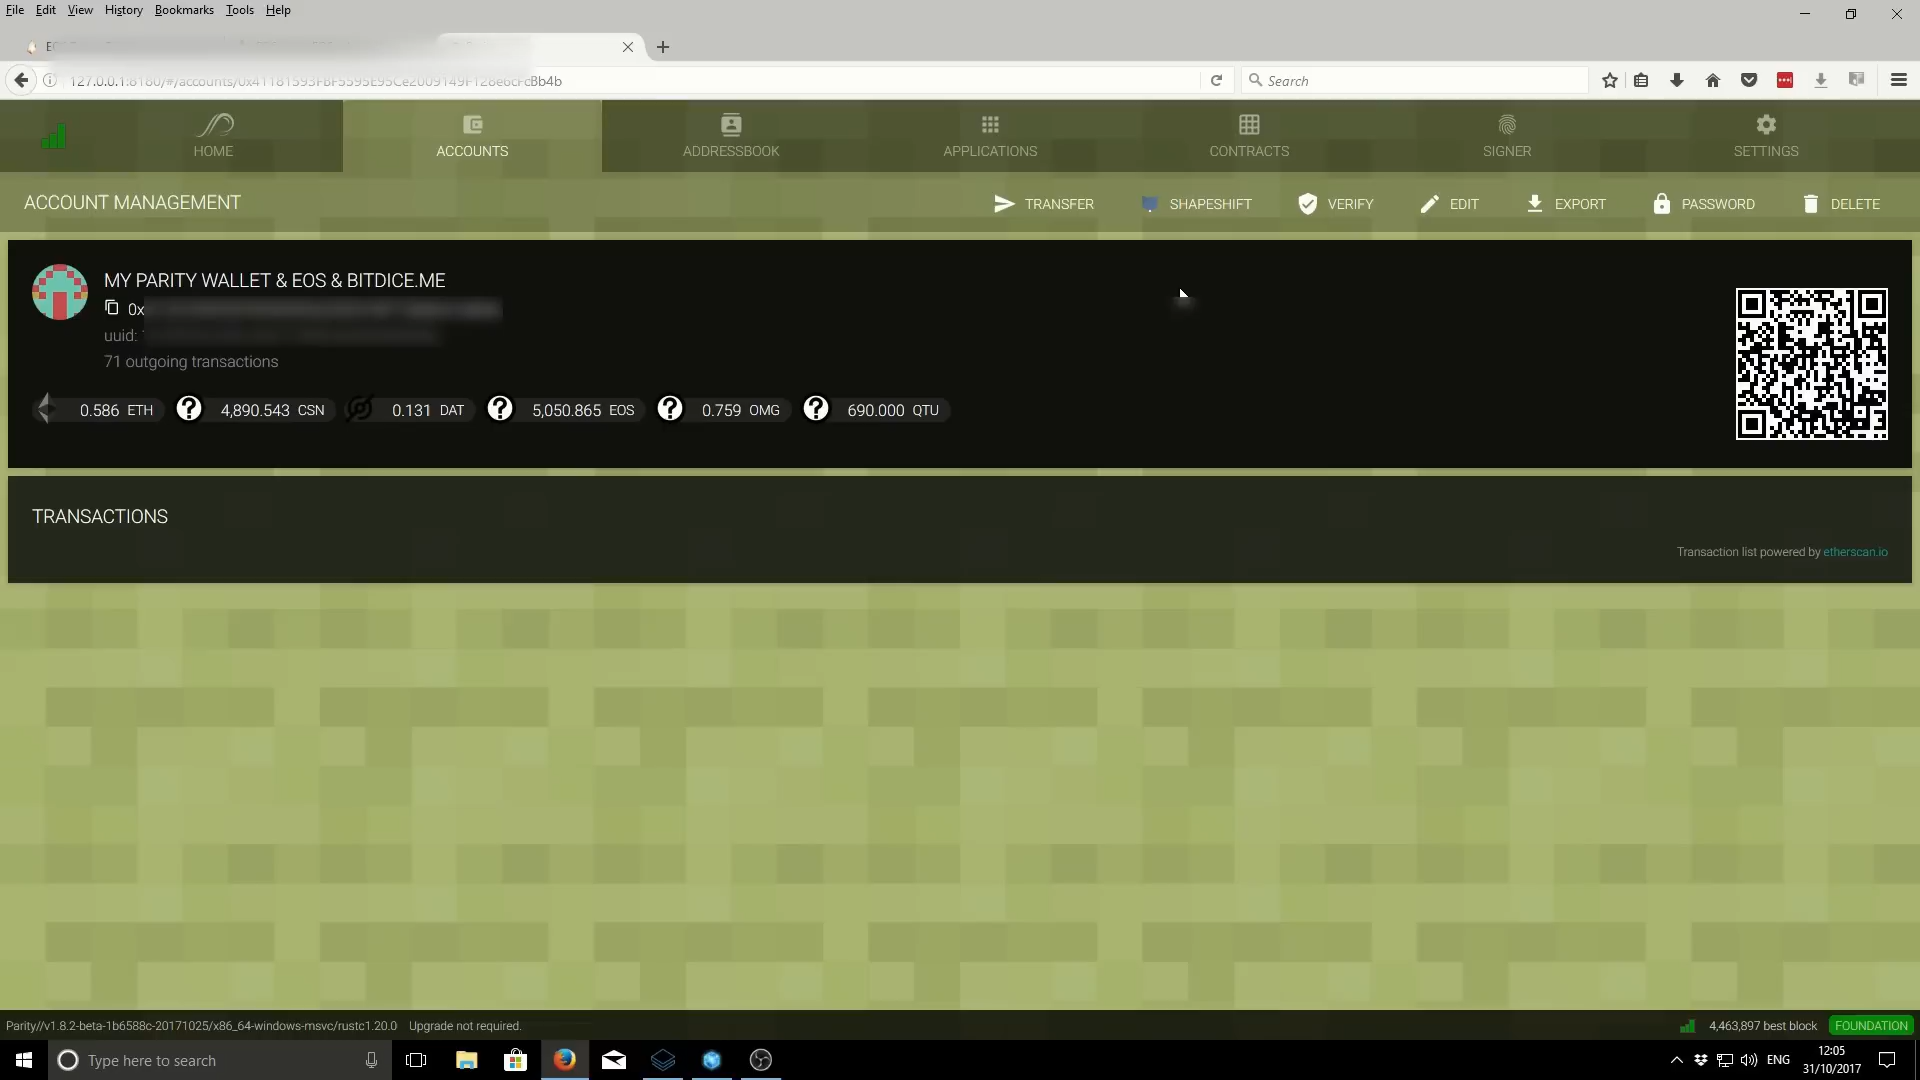 File Edit View History Bookmarks Tools Help
Search
HOME
ACCOUNTS
ADDRESSBOOK
APPLICATIONS
CONTRACTS
SIGNER
SETTINGS
ACCOUNT MANAGEMENT
TRANSFER
SHAPESHIFT
VERIFY
EDIT
EXPORT
PASSWORD
DELETE
MY PARITY WALLET & EOS & BITDICE.ME
0x
uuid:
71 outgoing transactions
0.586 ETH
4,890.543 CSN
0.131 DAT
5,050.865 EOS
0.759 OMG
690.000 QTU
TRANSACTIONS
Transaction list powered by etherscan.io
Parity//v1.8.2-beta-1b6588c-20171025/x86_64-windows-msvc/rustc1.20.0 Upgrade not required.
4,463,897 best block FOUNDATION
Type here to search
ENG
12:05
31/10/2017